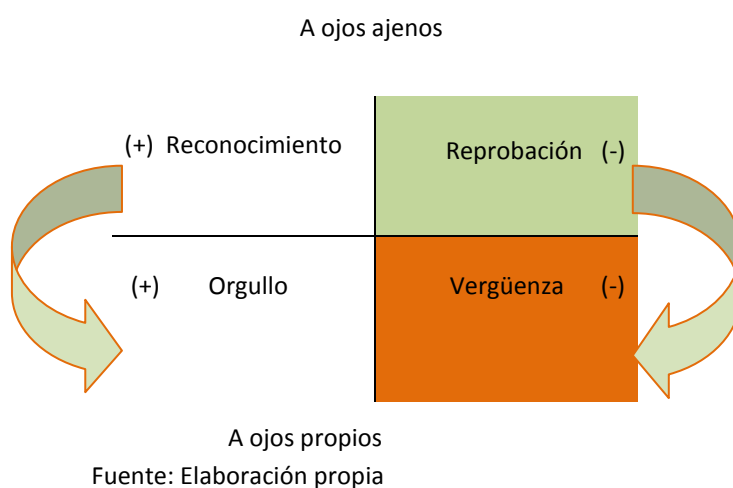 A ojos ajenos
(+) Reconocimiento
Reprobación (-)
(+) Orgullo
Vergüenza (-)
A ojos propios
Fuente: Elaboración propia